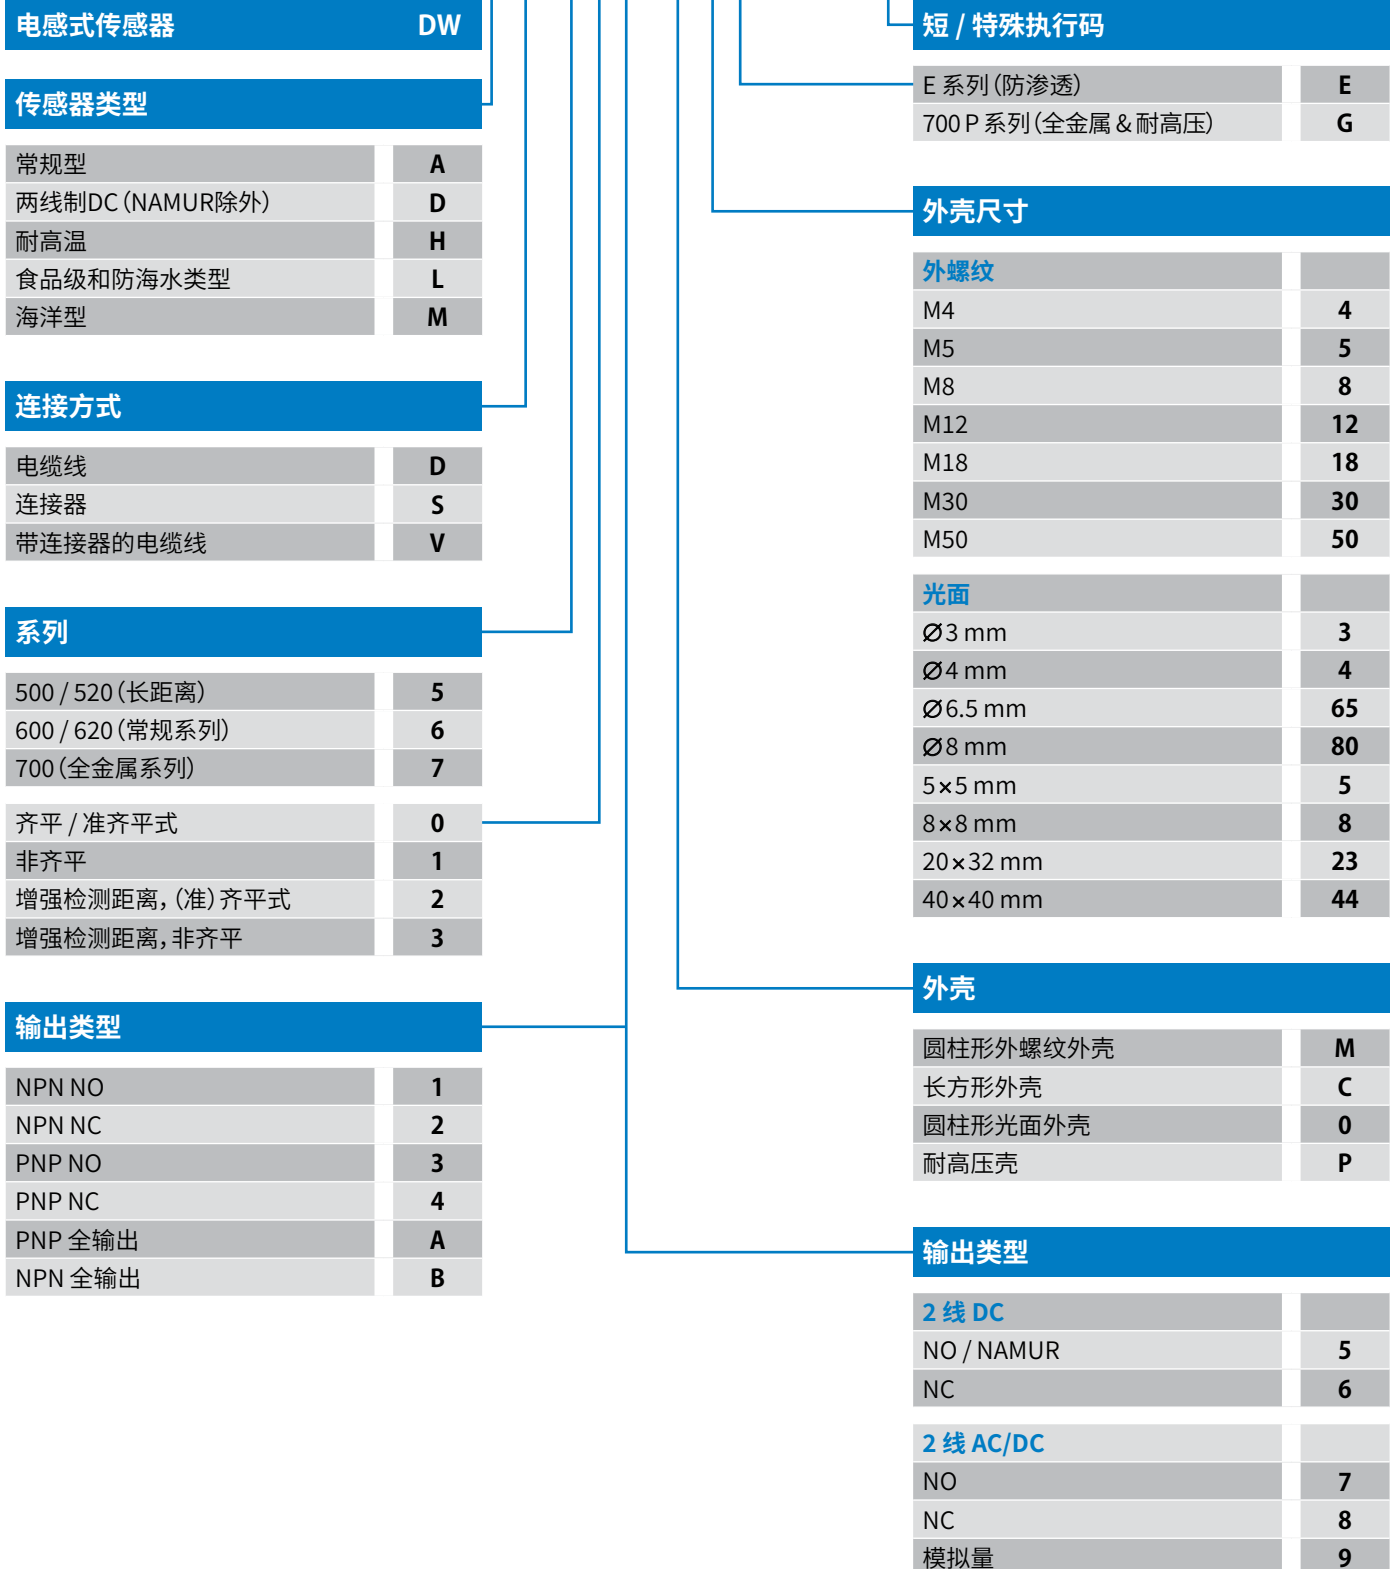 电感式传感器 DW
传感器类型
常规型 A
两线制DC（NAMUR除外） D
耐高温 H
食品级和防海水类型 L
海洋型 M
连接方式
电缆线 D
连接器 S
带连接器的电缆线 V
系列
500 / 520（长距离） 5
600 / 620（常规系列） 6
700（全金属系列） 7
齐平 / 准齐平式 0
非齐平 1
增强检测距离，（准）齐平式 2
增强检测距离，非齐平 3
输出类型
NPN NO 1
NPN NC 2
PNP NO 3
PNP NC 4
PNP 全输出 A
NPN 全输出 B
短 / 特殊执行码
E 系列（防渗透） E
700 P 系列（全金属 & 耐高压） G
外壳尺寸
外螺纹
M4 4
M5 5
M8 8
M12 12
M18 18
M30 30
M50 50
光面
Ø3 mm 3
Ø4 mm 4
Ø6.5 mm 65
Ø8 mm 80
5×5 mm 5
8×8 mm 8
20×32 mm 23
40×40 mm 44
外壳
圆柱形外螺纹外壳 M
长方形外壳 C
圆柱形光面外壳 0
耐高压壳 P
输出类型
2 线 DC
NO / NAMUR 5
NC 6
2 线 AC/DC
NO 7
NC 8
模拟量 9